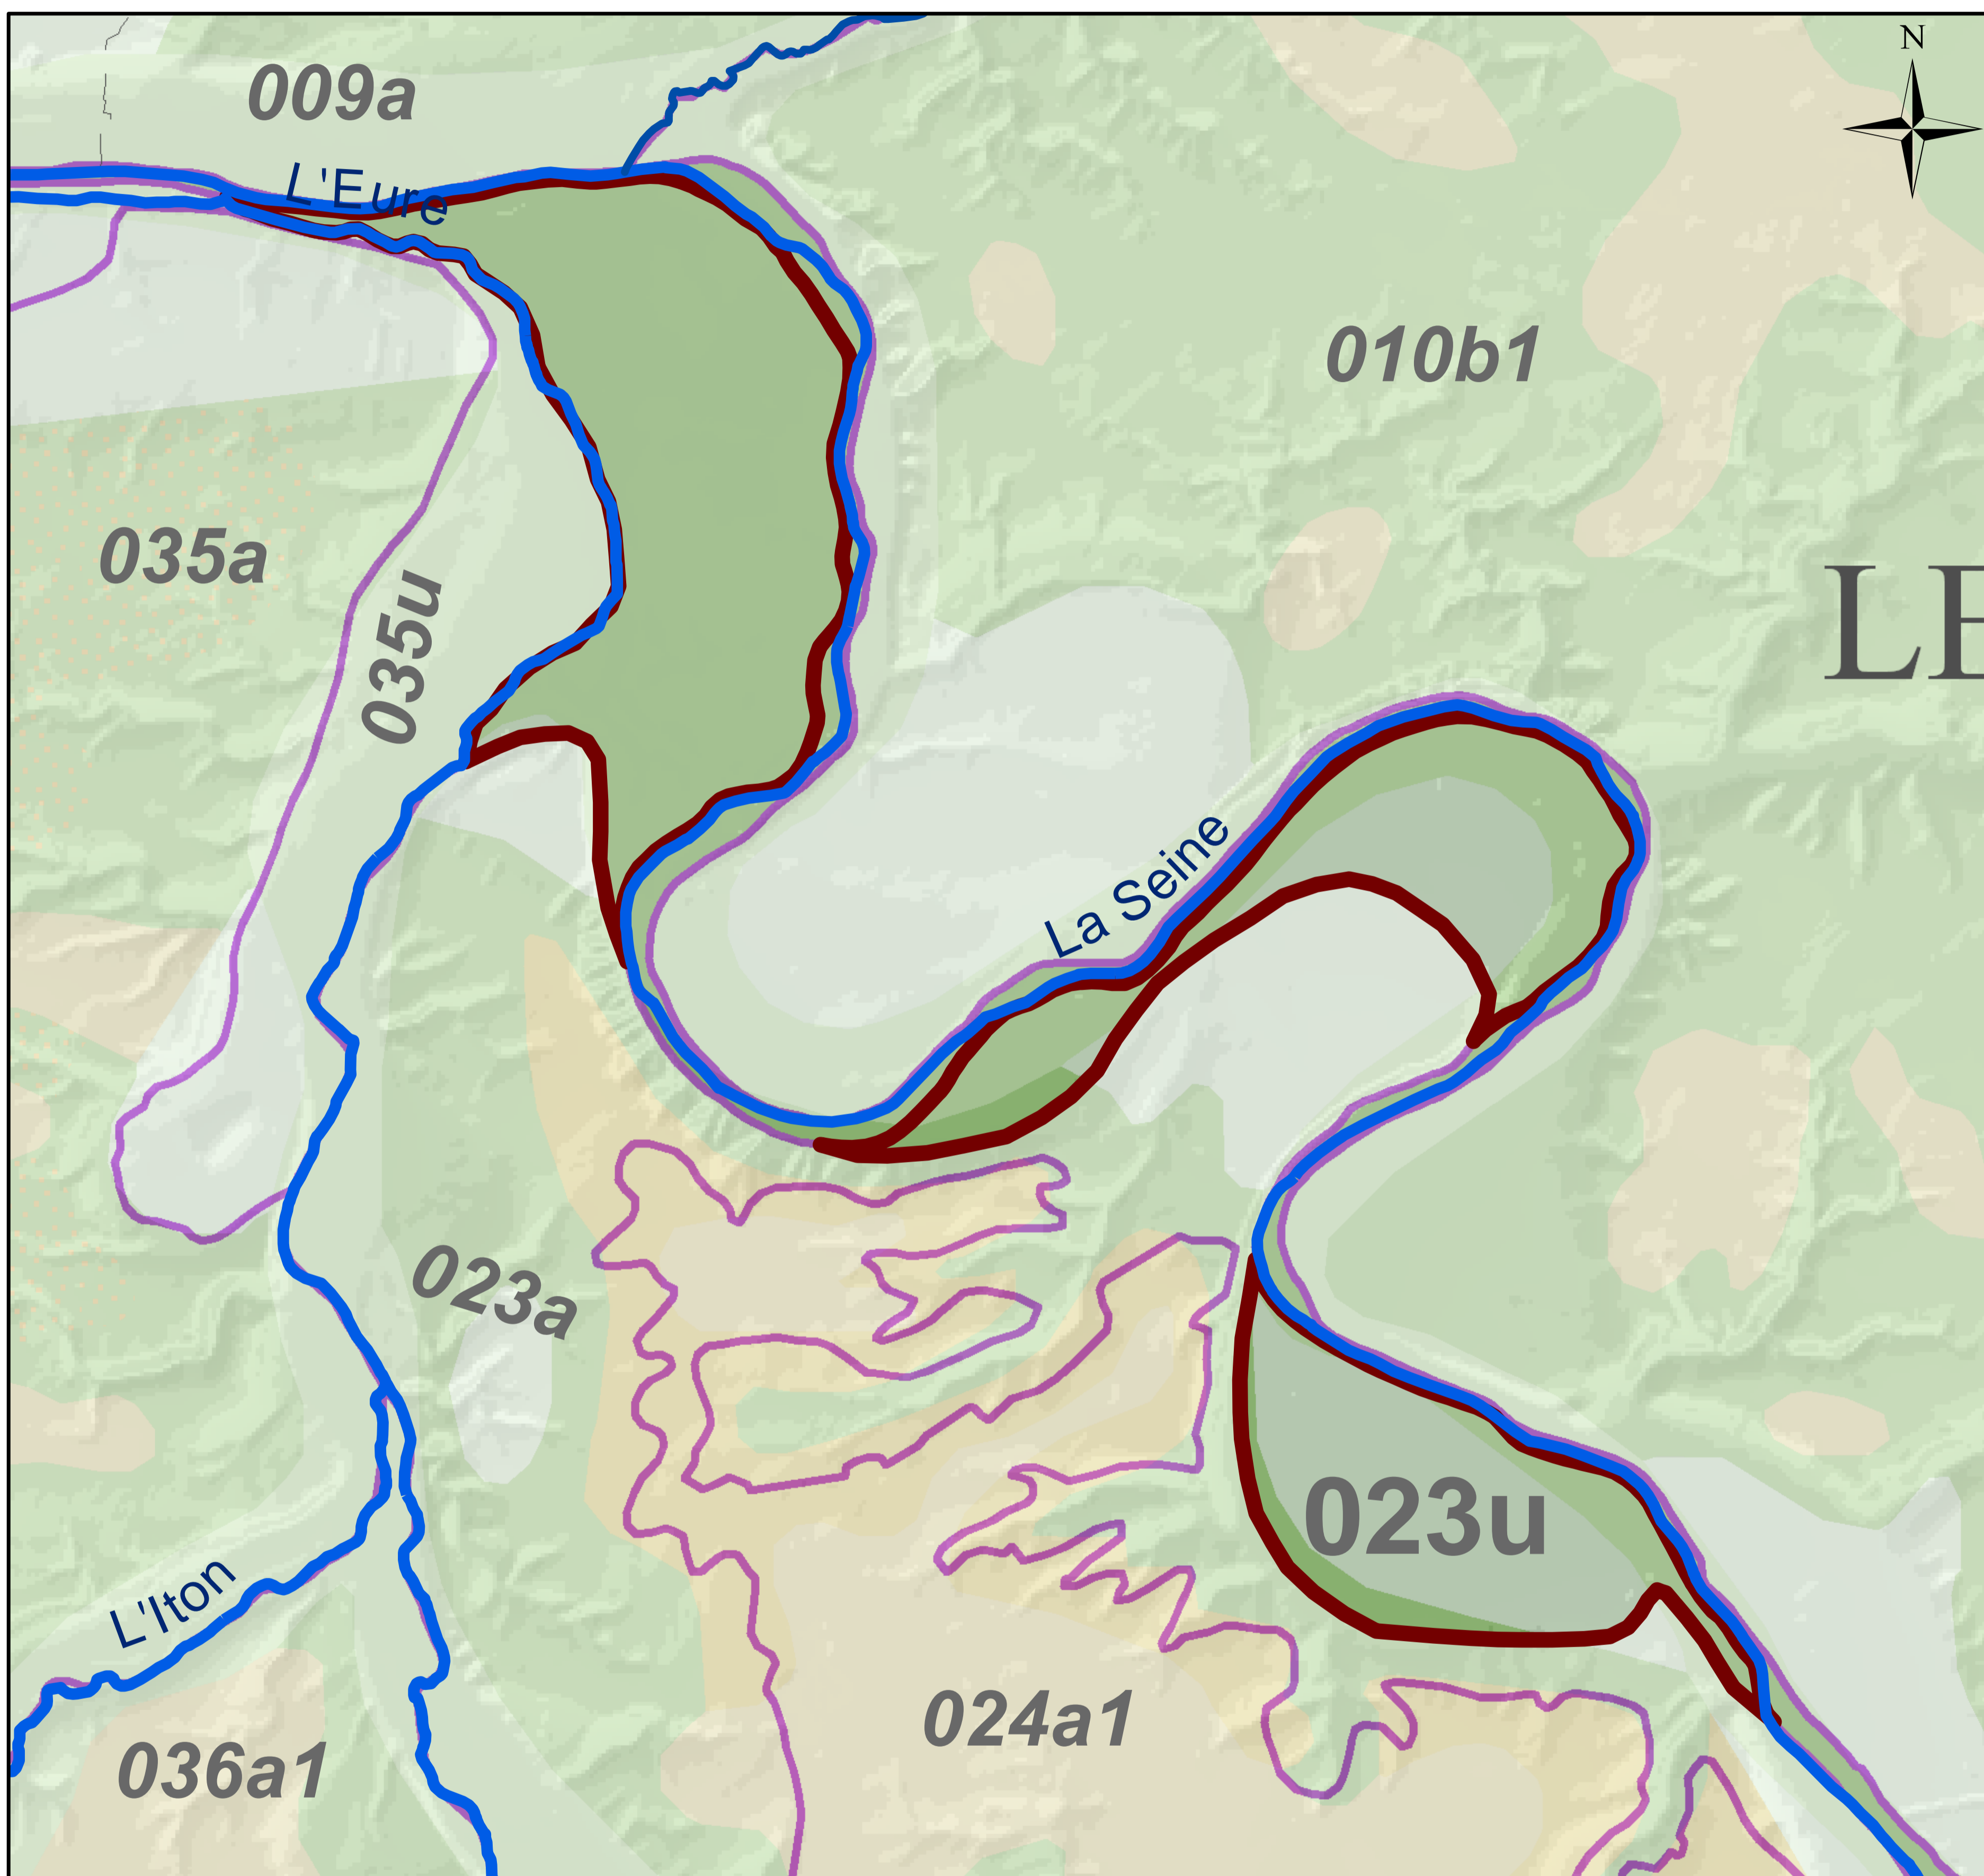 N
009a
L'Eure
010b1
035a
035u
LE
La Seine
023a
023u
L'Iton
024a1
036a1